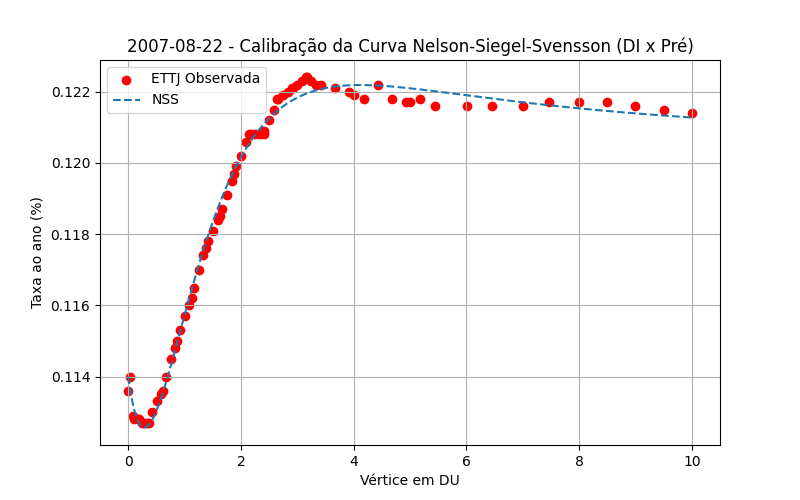 2007-08-22 - Calibração da Curva Nelson-Siegel-Svensson (DI x Pré)
ETTJ Observada
NSS
Taxa ao ano (%)
0.122
0.120
0.118
0.116
0.114
0 2 4 6 8 10
Vértice em DU